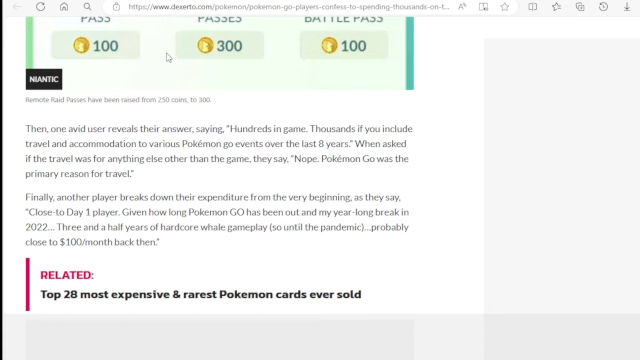 https://www.dexerto.com/pokemon/pokemon-go-players-confess-to-spending-thousands-on-t...
PASS PASSES BATTLE PASS
100 300 100
NIANTIC
Remote Raid Passes have been raised from 250 coins, to 300.
Then, one avid user reveals their answer, saying, "Hundreds in game. Thousands if you include
travel and accommodation to various Pokémon go events over the last 8 years." When asked
if the travel was for anything else other than the game, they say, "Nope. Pokémon Go was the
primary reason for travel."
Finally, another player breaks down their expenditure from the very beginning, as they say,
"Close-to Day 1 player. Given how long Pokemon GO has been out and my year-long break in
2022... Three and a half years of hardcore whale gameplay (so until the pandemic)...probably
close to $100/month back then."
RELATED:
Top 28 most expensive & rarest Pokemon cards ever sold